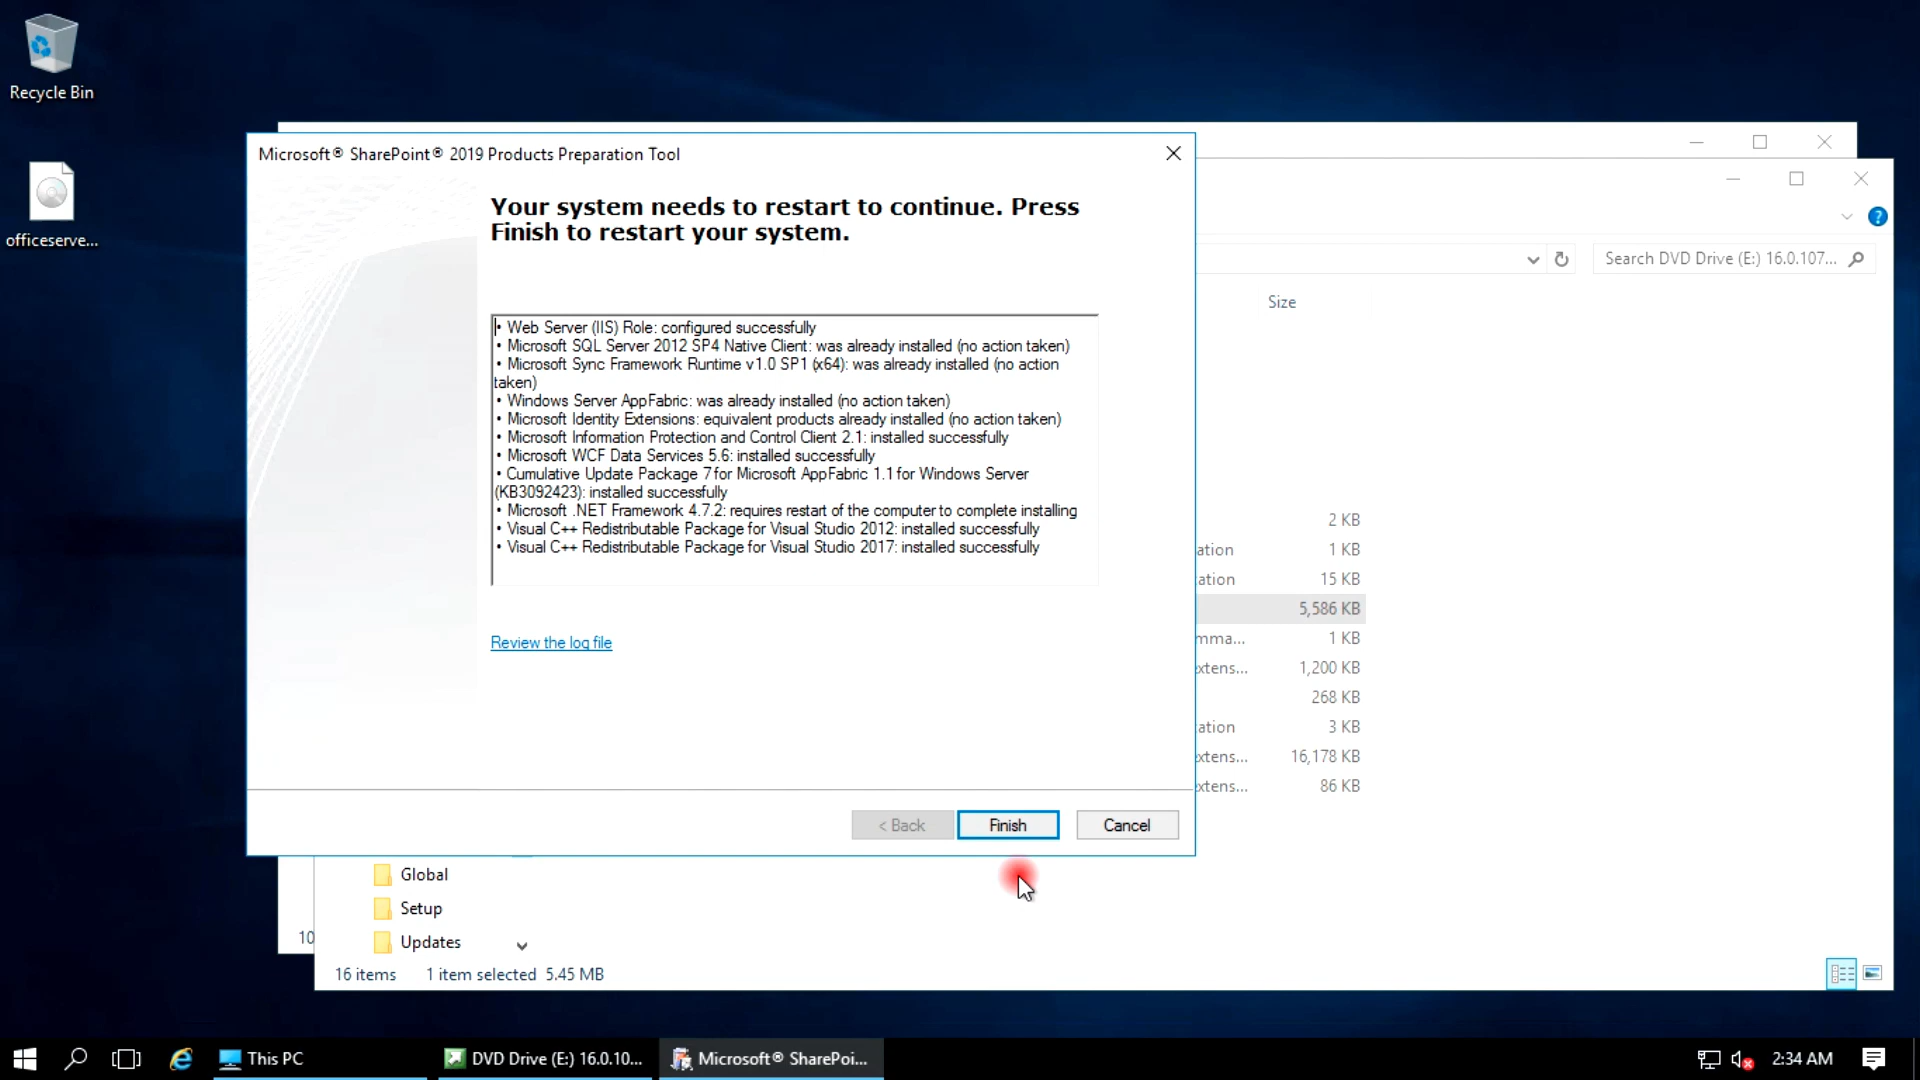 Recycle Bin
officeserve...
Microsoft® SharePoint® 2019 Products Preparation Tool
Your system needs to restart to continue. Press
Finish to restart your system.
• Web Server (IIS) Role: configured successfully
• Microsoft SQL Server 2012 SP4 Native Client: was already installed (no action taken)
• Microsoft Sync Framework Runtime v1.0 SP1 (x64): was already installed (no action
taken)
• Windows Server AppFabric: was already installed (no action taken)
• Microsoft Identity Extensions: equivalent products already installed (no action taken)
• Microsoft Information Protection and Control Client 2.1: installed successfully
• Microsoft WCF Data Services 5.6: installed successfully
• Cumulative Update Package 7 for Microsoft AppFabric 1.1 for Windows Server
(KB3092423): installed successfully
• Microsoft .NET Framework 4.7.2: requires restart of the computer to complete installing
• Visual C++ Redistributable Package for Visual Studio 2012: installed successfully
• Visual C++ Redistributable Package for Visual Studio 2017: installed successfully
Review the log file
< Back
Finish
Cancel
Search DVD Drive (E:) 16.0.107...
Size
2 KB
ation 1 KB
ation 15 KB
5,586 KB
mma... 1 KB
xtens... 1,200 KB
268 KB
ation 3 KB
xtens... 16,178 KB
xtens... 86 KB
Global
Setup
Updates
10
16 items 1 item selected 5.45 MB
This PC
DVD Drive (E:) 16.0.10...
Microsoft® SharePoi...
2:34 AM